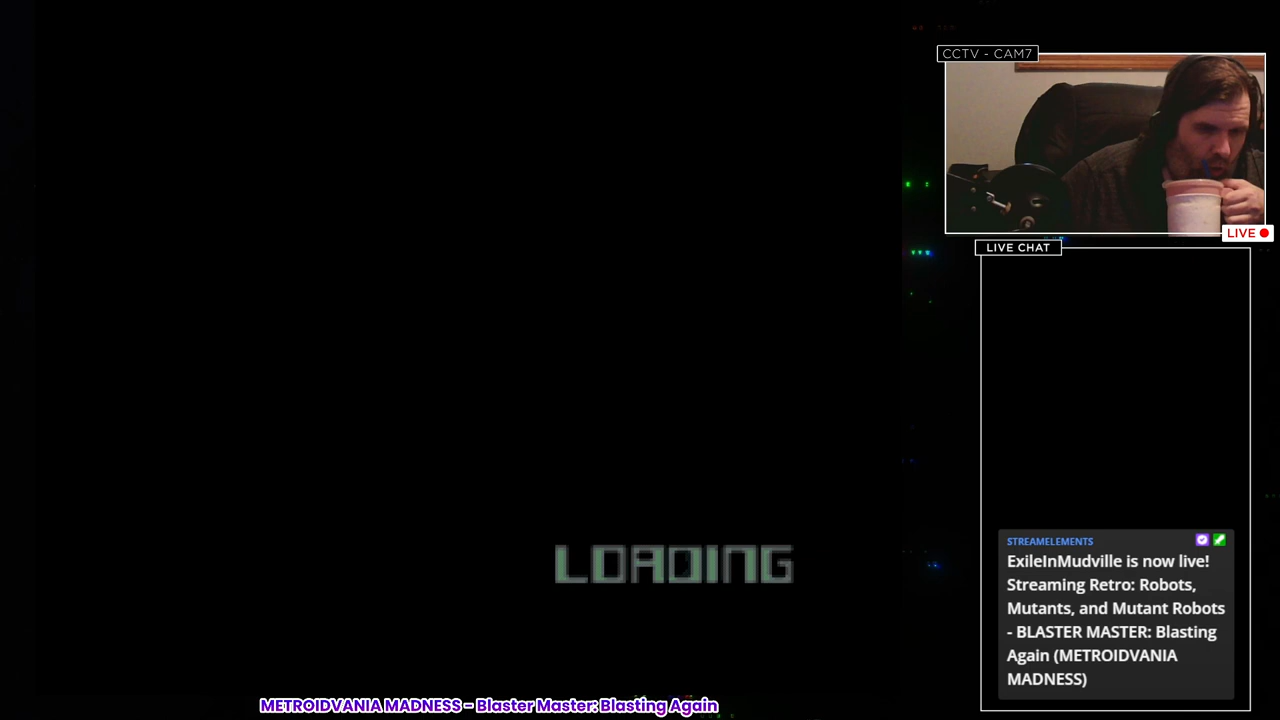 CCTV - CAM7
LIVE
LIVE CHAT
STREAMELEMENTS
ExileInMudville is now live!
Streaming Retro: Robots,
Mutants, and Mutant Robots
- BLASTER MASTER: Blasting
Again (METROIDVANIA
MADNESS)
LOADING
METROIDVANIA MADNESS - Blaster Master: Blasting Again